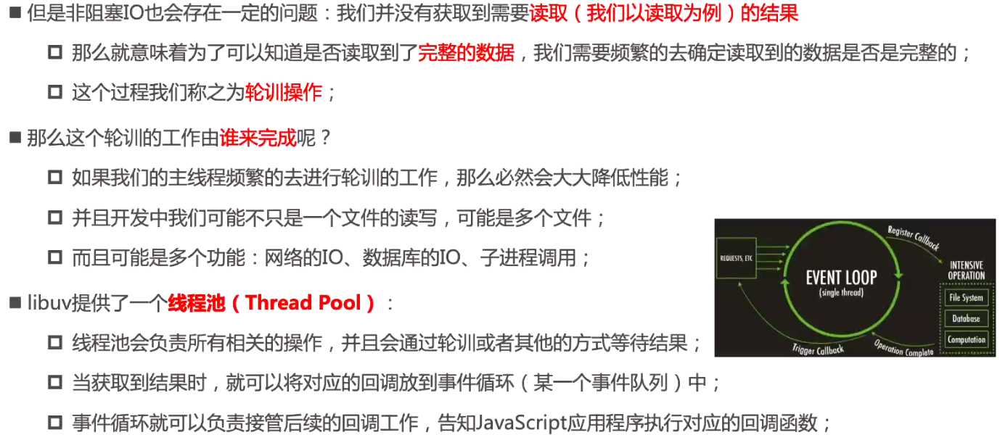 ■ 但是非阻塞IO也会存在一定的问题：我们并没有获取到需要读取（我们以读取为例）的结果
□ 那么就意味着为了可以知道是否读取到了完整的数据，我们需要频繁的去确定读取到的数据是否是完整的；
□ 这个过程我们称之为轮训操作；
■ 那么这个轮训的工作由谁来完成呢？
□ 如果我们的主线程频繁的去进行轮训的工作，那么必然会大大降低性能；
□ 并且开发中我们可能不只是一个文件的读写，可能是多个文件；
□ 而且可能是多个功能：网络的IO、数据库的IO、子进程调用；
■ libuv提供了一个线程池（Thread Pool）：
□ 线程池会负责所有相关的操作，并且会通过轮训或者其他的方式等待结果；
□ 当获取到结果时，就可以将对应的回调放到事件循环（某一个事件队列）中；
□ 事件循环就可以负责接管后续的回调工作，告知JavaScript应用程序执行对应的回调函数；
REQUESTS, ETC
EVENT LOOP
(single thread)
Register Callback
INTENSIVE
OPERATION
File System
Database
Computation
Operation Complete
Trigger Callback